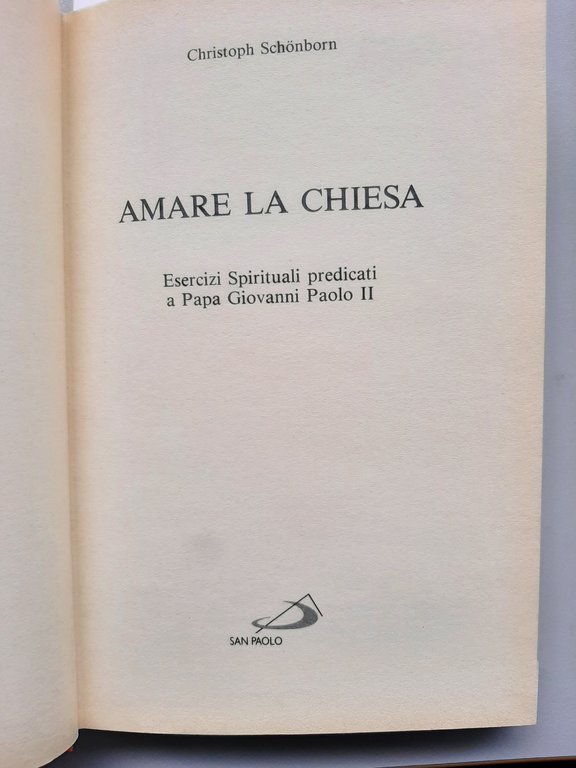 Christoph Schönborn
AMARE LA CHIESA
Esercizi Spirituali predicati
a Papa Giovanni Paolo II
SAN PAOLO